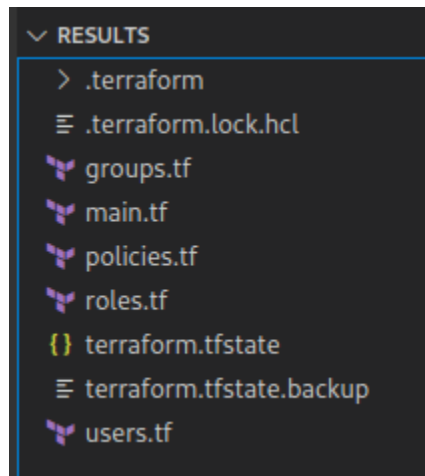 RESULTS
.terraform
.terraform.lock.hcl
groups.tf
main.tf
policies.tf
roles.tf
terraform.tfstate
terraform.tfstate.backup
users.tf